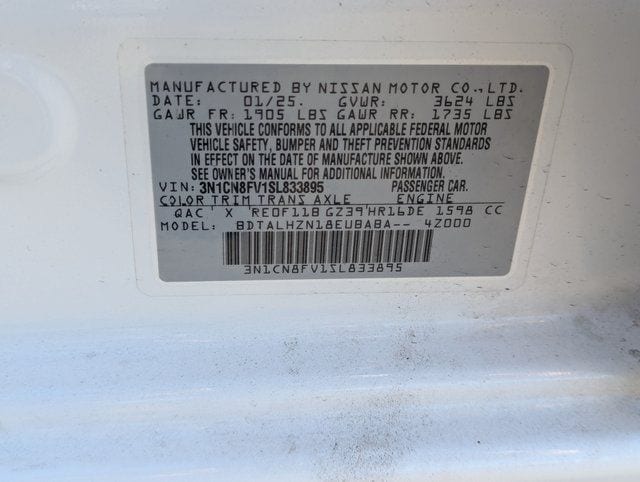 MANUFACTURED BY NISSAN MOTOR CO.,LTD.
DATE: 01/25. GVWR: 3624 LBS
GAWR FR: 1905 LBS GAWR RR: 1735 LBS
THIS VEHICLE CONFORMS TO ALL APPLICABLE FEDERAL MOTOR
VEHICLE SAFETY, BUMPER AND THEFT PREVENTION STANDARDS
IN EFFECT ON THE DATE OF MANUFACTURE SHOWN ABOVE.
SEE OWNER'S MANUAL OF ADDITIONAL INFORMATION.
VIN: 3N1CN8FV1SL833895 PASSENGER CAR.
COLOR TRIM TRANS AXLE ENGINE
QAC' X 'RE0F11B GZ39'HR16DE 1598 CC
MODEL: BDTALHZN18EUBABA-- 4Z000
3N1CN8FV1SL833895